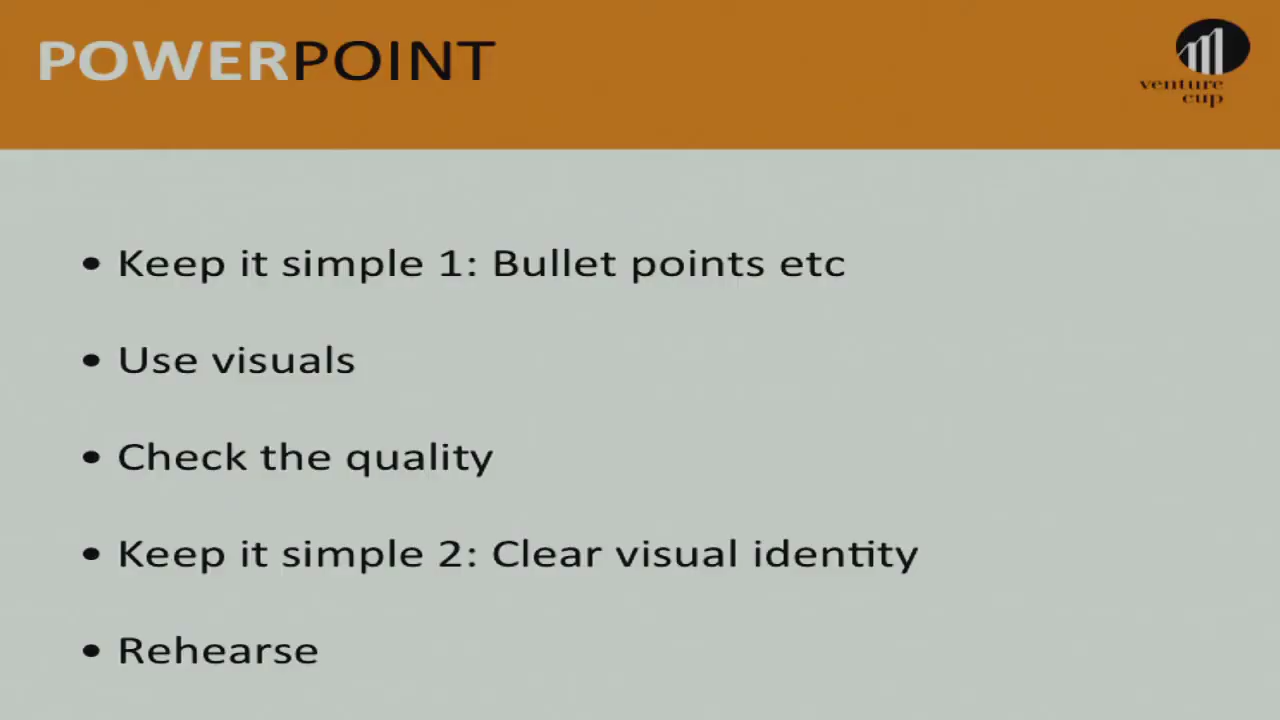 POWERPOINT
venture
cup
• Keep it simple 1: Bullet points etc
• Use visuals
• Check the quality
• Keep it simple 2: Clear visual identity
• Rehearse